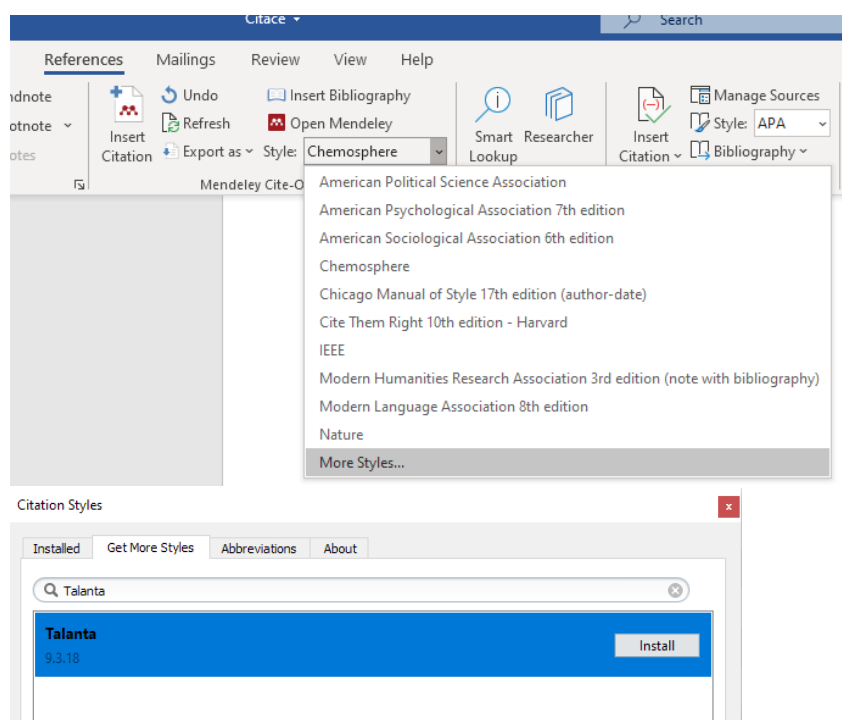 Citace
Search
References Mailings Review View Help
Undo Insert Bibliography Manage Sources
Refresh Open Mendeley Style: APA
Insert Citation Export as Style: Chemosphere Smart Lookup Researcher Insert Citation Bibliography
Mendeley Cite-O
American Political Science Association
American Psychological Association 7th edition
American Sociological Association 6th edition
Chemosphere
Chicago Manual of Style 17th edition (author-date)
Cite Them Right 10th edition - Harvard
IEEE
Modern Humanities Research Association 3rd edition (note with bibliography)
Modern Language Association 8th edition
Nature
More Styles...
Citation Styles
x
Installed Get More Styles Abbreviations About
Talanta
Talanta
Install
9.3.18